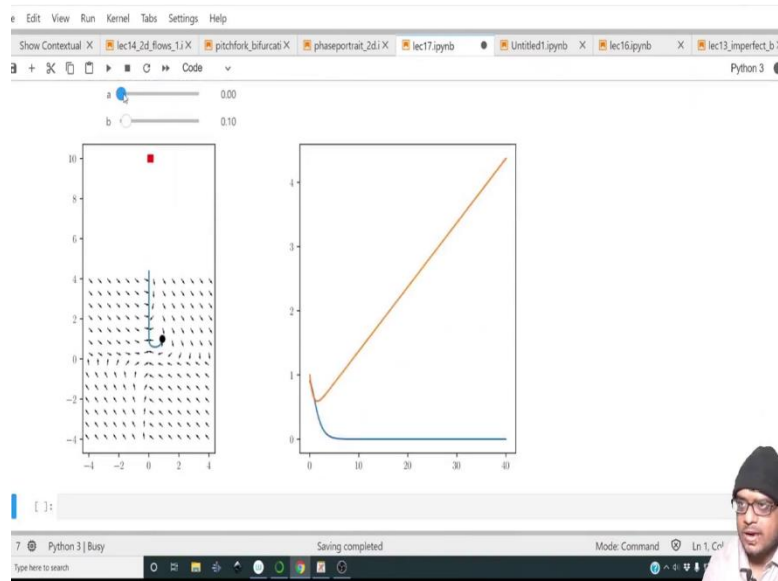 Edit View Run Kernel Tabs Settings Help
Show Contextual X lec14_2d_flows_1.i X pitchfork_bifurcati X phaseportrait_2d.i X lec17.ipynb Untitled1.ipynb X lec16.ipynb X lec13_imperfect_b
Code Python 3
a 0.00
b 0.10
10
8
6
4
2
0
−2
−4
−4 −2 0 2 4
4
3
2
1
0
0 10 20 30 40
[ ]:
7 Python 3 | Busy Saving completed Mode: Command Ln 1,
Type here to search